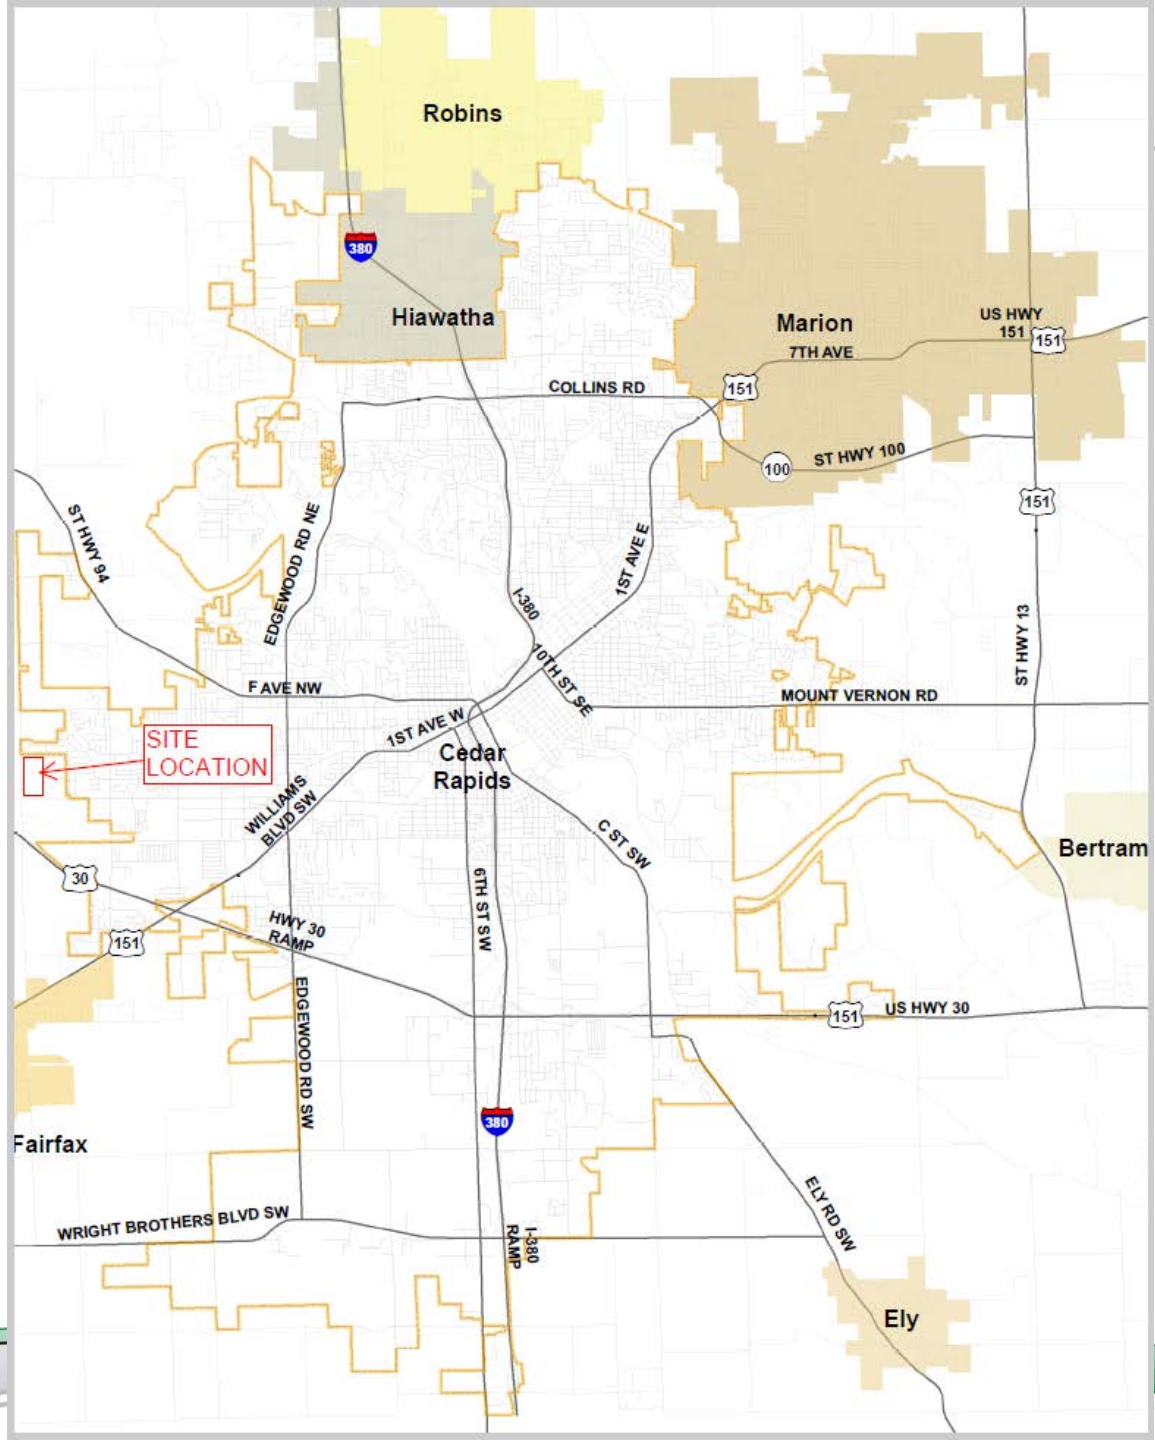 Robins
380
Hiawatha
Marion
US HWY
151
151
7TH AVE
151
COLLINS RD
ST HWY 100
100
151
ST HWY 94
EDGEWOOD RD NE
I-380
1ST AVE E
10TH ST SE
ST HWY 13
F AVE NW
MOUNT VERNON RD
1ST AVE W
SITE
LOCATION
Cedar
Rapids
WILLIAMS
BLVD SW
C ST SW
Bertram
30
6TH ST SW
HWY 30
RAMP
151
EDGEWOOD RD SW
151
US HWY 30
380
Fairfax
ELY RD SW
WRIGHT BROTHERS BLVD SW
I-380
RAMP
Ely